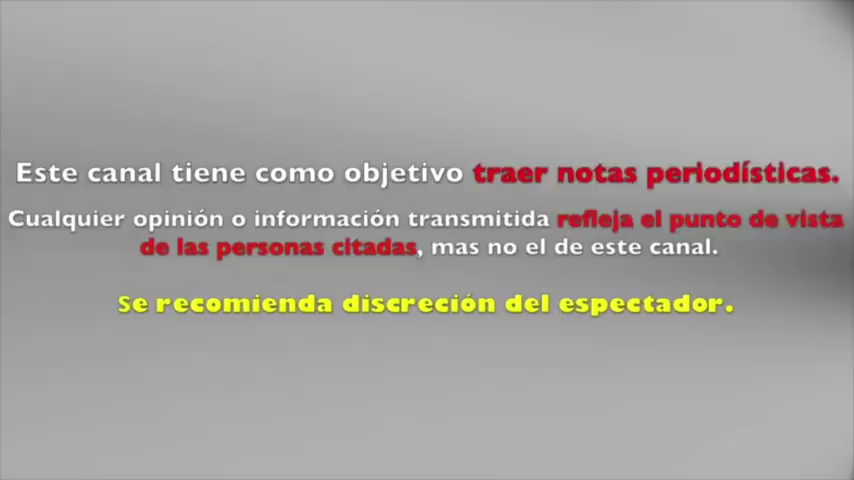 Este canal tiene como objetivo traer notas periodísticas.
Cualquier opinión o información transmitida refleja el punto de vista
de las personas citadas, mas no el de este canal.
Se recomienda discreción del espectador.